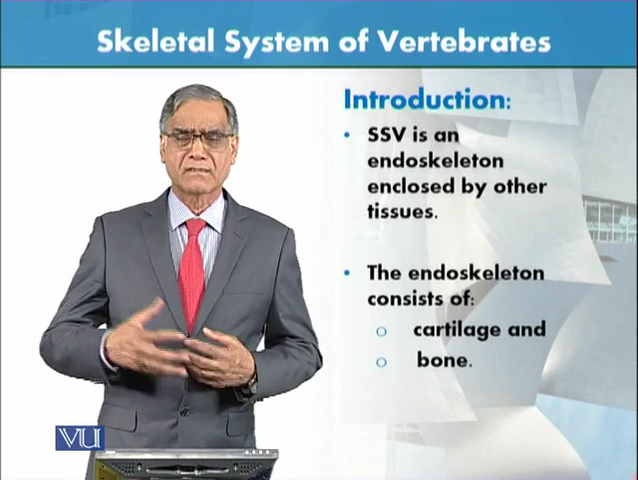 Skeletal System of Vertebrates
Introduction:
• SSV is an
endoskeleton
enclosed by other
tissues.
• The endoskeleton
consists of:
o cartilage and
o bone.
VU